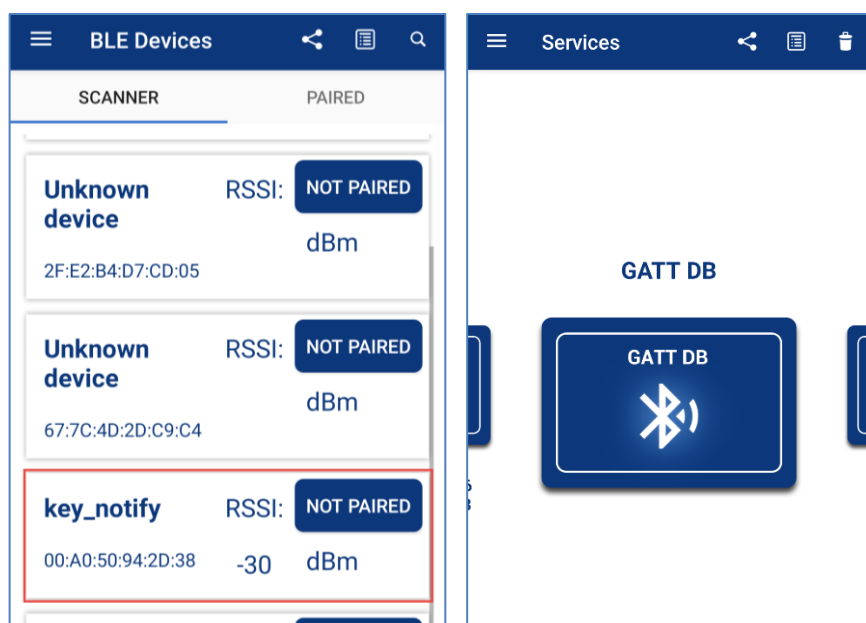 BLE Devices
SCANNER
PAIRED
Unknown device
RSSI:
NOT PAIRED
dBm
2F:E2:B4:D7:CD:05
Unknown device
RSSI:
NOT PAIRED
dBm
67:7C:4D:2D:C9:C4
key_notify
RSSI:
NOT PAIRED
00:A0:50:94:2D:38
-30
dBm
Services
GATT DB
GATT DB